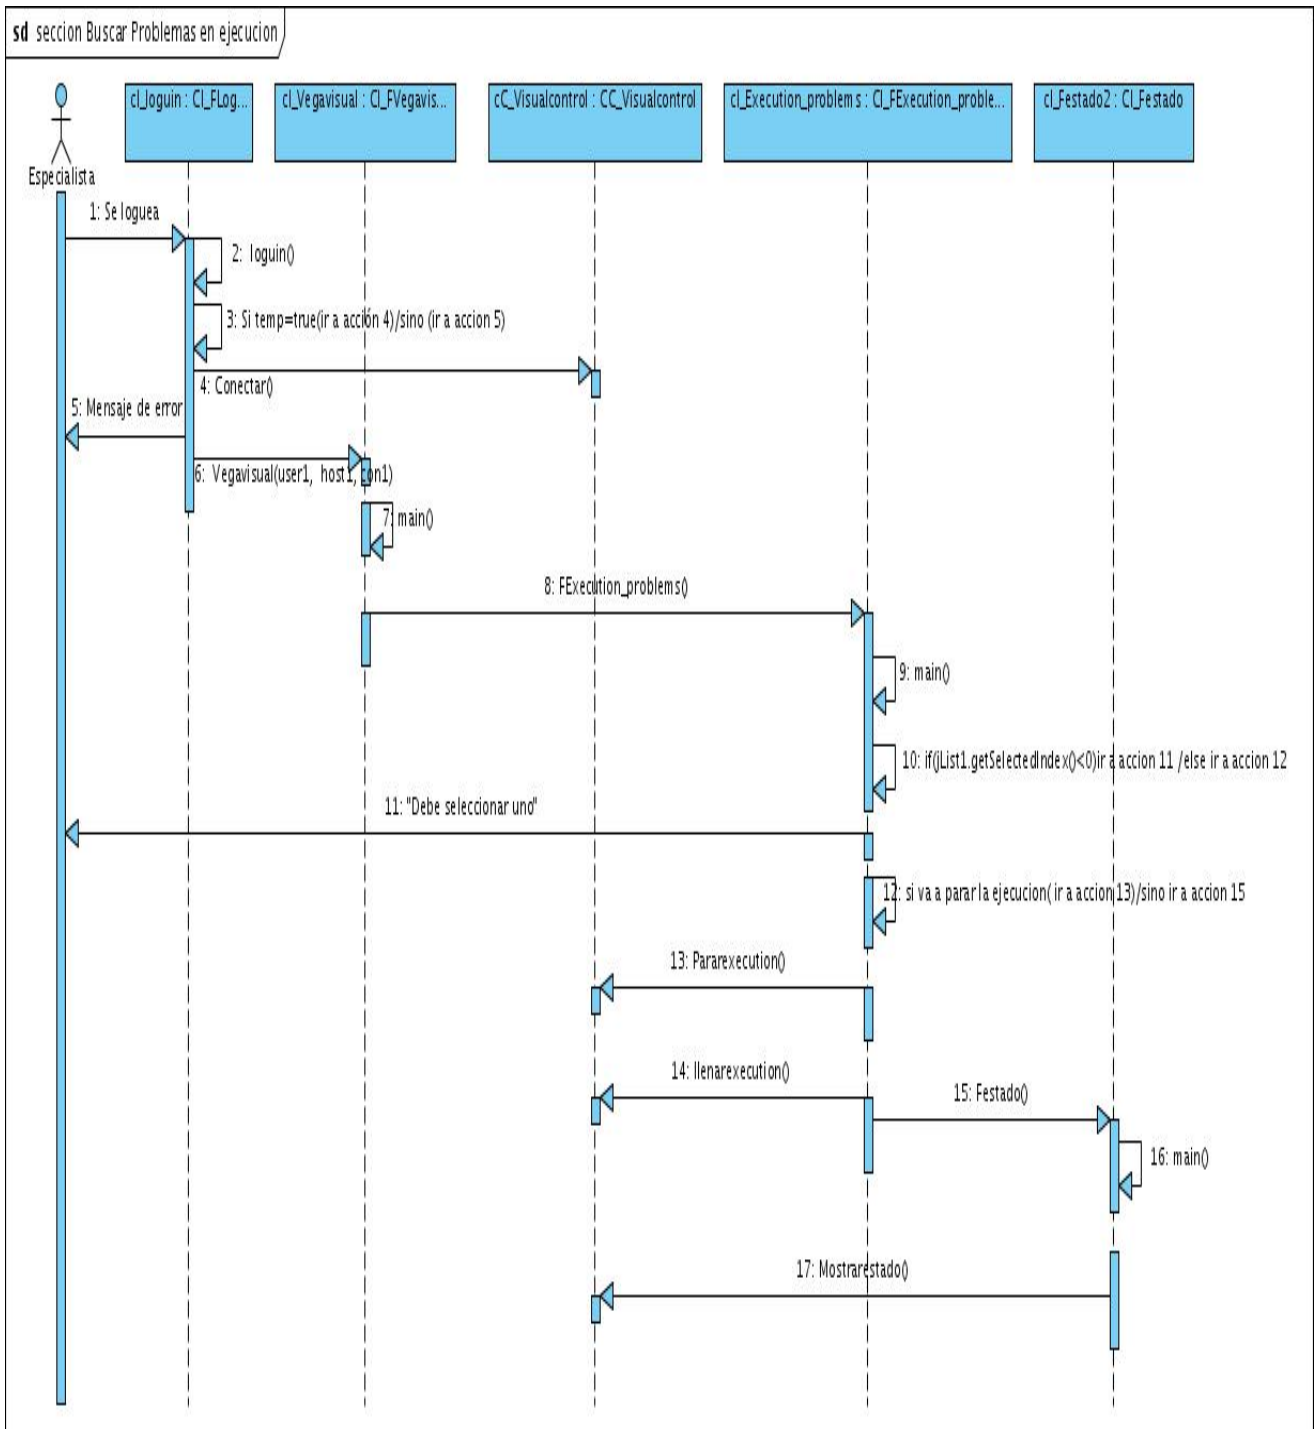 sd seccion Buscar Problemas en ejecucion
cl_loguin : CI_FLog...
cl_Vegavisual : CI_FVegavis...
cC_Visualcontrol : CC_Visualcontrol
cl_Execution_problems : CI_FExecution_proble...
cl_Festado2 : CI_Festado
Especialista
1: Se loguea
2: loguin()
3: Si temp=true(ir a acción 4)/sino (ir a accion 5)
4: Conectar()
5: Mensaje de error
6: Vegavisual(user1, host1, con1)
7: main()
8: FExecution_problems()
9: main()
10: if(jList1.getSelectedIndex()<0)ir a accion 11 /else ir a accion 12
11: "Debe seleccionar uno"
12: si va a parar la ejecucion( ir a accion 13)/sino ir a accion 15
13: Pararexecution()
14: llenarexecution()
15: Festado()
16: main()
17: Mostrarestado()